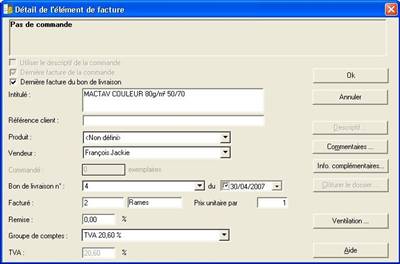 Détail de l'élément de facture
Pas de commande
Utiliser le descriptif de la commande
Dernière facture de la commande
Dernière facture du bon de livraison
Ok
Intitulé :
MACTAV COULEUR 80g/m² 50/70
Annuler
Référence client :
Produit :
<Non défini>
Descriptif ...
Vendeur :
François Jackie
Commentaires ...
Commandé :
0
exemplaires
Info. complémentaires...
Bon de livraison n° :
4
du
30/04/2007
Clôturer le dossier...
Facturé :
2
Rames
Prix unitaire par
1
Remise :
0,00
%
Ventilation ...
Groupe de comptes :
TVA 20,60 %
TVA :
20,60
%
Aide